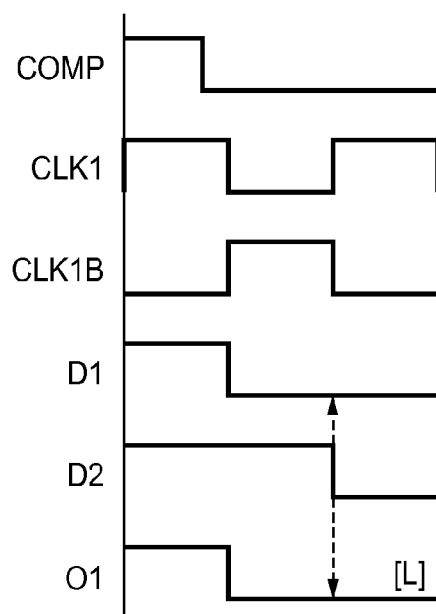 COMP
CLK1
CLK1B
D1
D2
O1
[L]